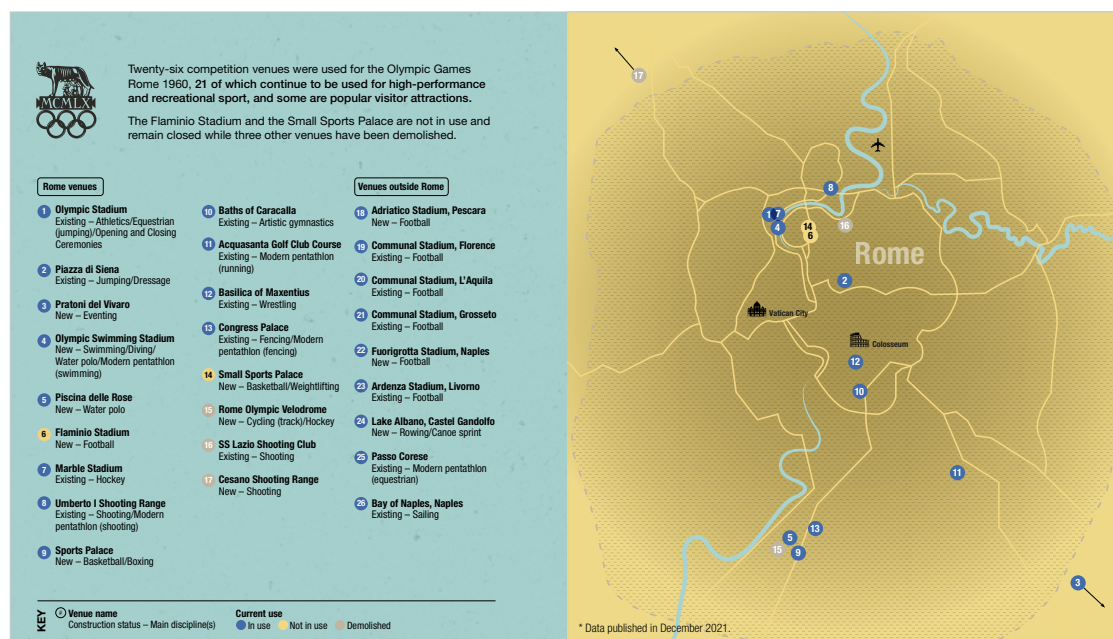 MCMLX
Twenty-six competition venues were used for the Olympic Games
Rome 1960, 21 of which continue to be used for high-performance
and recreational sport, and some are popular visitor attractions.
The Flaminio Stadium and the Small Sports Palace are not in use and
remain closed while three other venues have been demolished.
Rome venues
1 Olympic Stadium
Existing – Athletics/Equestrian
(jumping)/Opening and Closing
Ceremonies
2 Piazza di Siena
Existing – Jumping/Dressage
3 Pratoni del Vivaro
New – Eventing
4 Olympic Swimming Stadium
New – Swimming/Diving/
Water polo/Modern pentathlon
(swimming)
5 Piscina delle Rose
New – Water polo
6 Flaminio Stadium
New – Football
7 Marble Stadium
Existing – Hockey
8 Umberto I Shooting Range
Existing – Shooting/Modern
pentathlon (shooting)
9 Sports Palace
New – Basketball/Boxing
10 Baths of Caracalla
Existing – Artistic gymnastics
11 Acquasanta Golf Club Course
Existing – Modern pentathlon
(running)
12 Basilica of Maxentius
Existing – Wrestling
13 Congress Palace
Existing – Fencing/Modern
pentathlon (fencing)
14 Small Sports Palace
New – Basketball/Weightlifting
15 Rome Olympic Velodrome
New – Cycling (track)/Hockey
16 SS Lazio Shooting Club
Existing – Shooting
17 Cesano Shooting Range
New – Shooting
Venues outside Rome
18 Adriatico Stadium, Pescara
New – Football
19 Communal Stadium, Florence
Existing – Football
20 Communal Stadium, L'Aquila
Existing – Football
21 Communal Stadium, Grosseto
Existing – Football
22 Fuorigrotta Stadium, Naples
New – Football
23 Ardenza Stadium, Livorno
Existing – Football
24 Lake Albano, Castel Gandolfo
New – Rowing/Canoe sprint
25 Passo Corese
Existing – Modern pentathlon
(equestrian)
26 Bay of Naples, Naples
Existing – Sailing
KEY
# Venue name
Construction status – Main discipline(s)
Current use
In use Not in use Demolished
17
8
1 7
4
14
6
16
Rome
2
Vatican City
Colosseum
12
10
11
13
5
15
9
3
* Data published in December 2021.